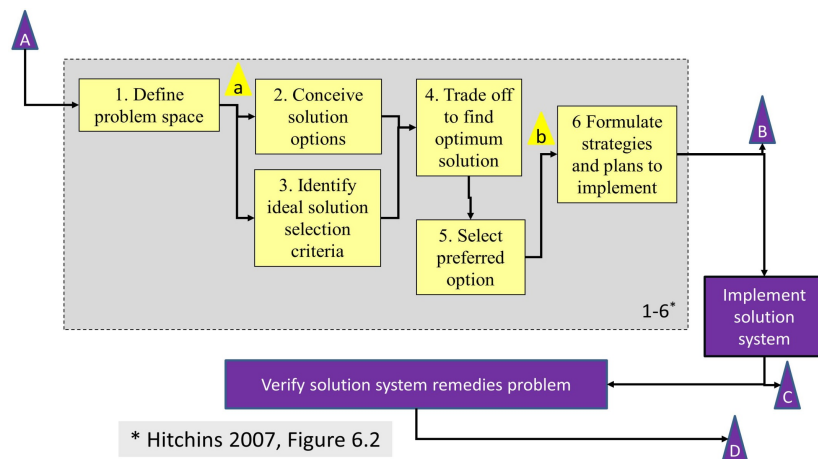 A
1. Define
problem space
a
2. Conceive
solution
options
3. Identify
ideal solution
selection
criteria
4. Trade off
to find
optimum
solution
5. Select
preferred
option
b
6 Formulate
strategies
and plans to
implement
B
1-6*
Implement
solution
system
C
Verify solution system remedies problem
D
* Hitchins 2007, Figure 6.2